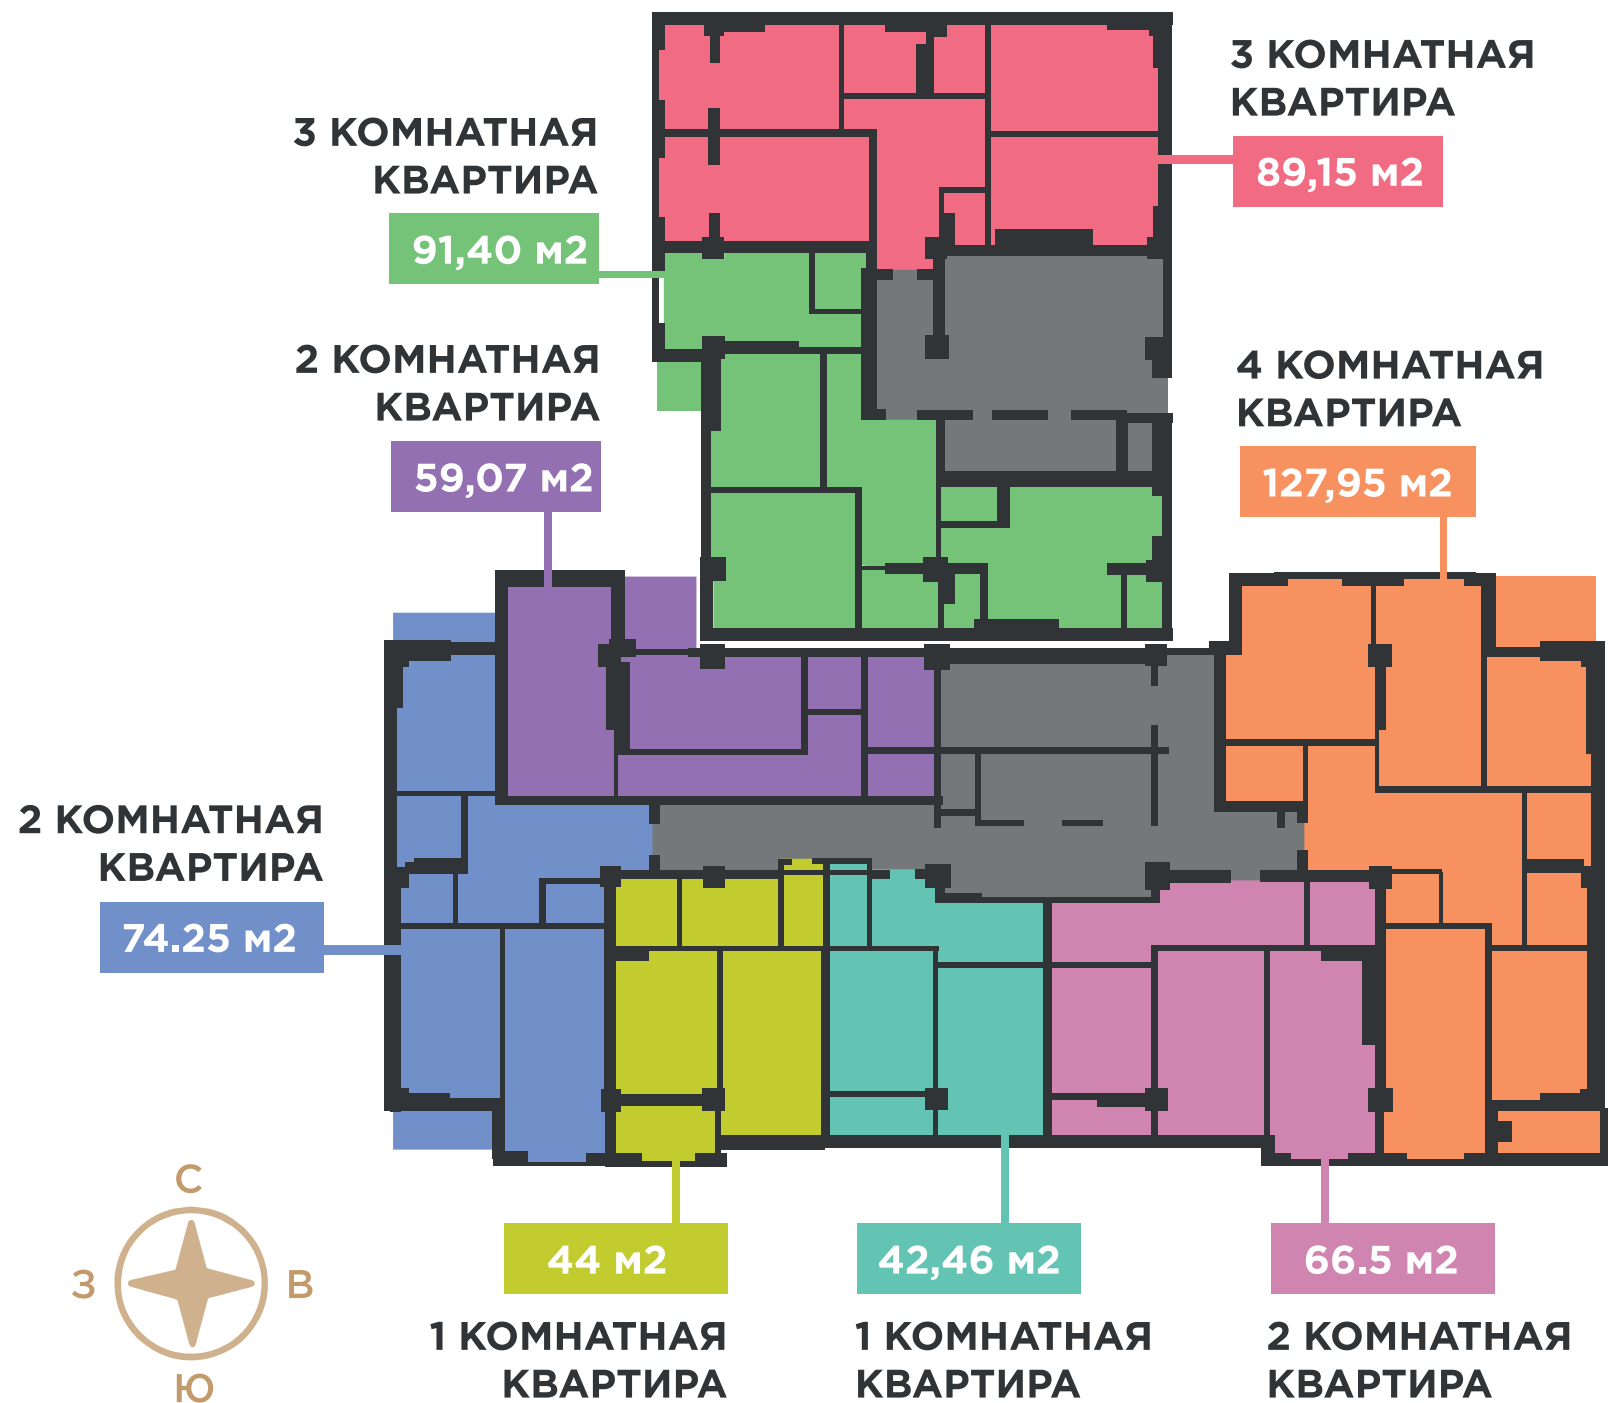 3 КОМНАТНАЯ
КВАРТИРА
89,15 м2
3 КОМНАТНАЯ
КВАРТИРА
91,40 м2
2 КОМНАТНАЯ
КВАРТИРА
59,07 м2
4 КОМНАТНАЯ
КВАРТИРА
127,95 м2
2 КОМНАТНАЯ
КВАРТИРА
74.25 м2
С
З
В
Ю
44 м2
1 КОМНАТНАЯ
КВАРТИРА
42,46 м2
1 КОМНАТНАЯ
КВАРТИРА
66.5 м2
2 КОМНАТНАЯ
КВАРТИРА